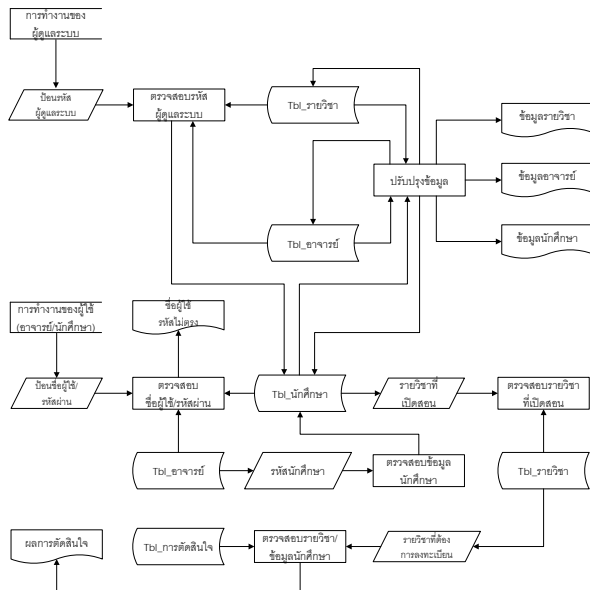 การทำงานของ
ผู้ดูแลระบบ
ป้อนรหัส
ผู้ดูแลระบบ
ตรวจสอบรหัส
ผู้ดูแลระบบ
Tbl_รายวิชา
ข้อมูลรายวิชา
ปรับปรุงข้อมูล
ข้อมูลอาจารย์
Tbl_อาจารย์
ข้อมูลนักศึกษา
การทำงานของผู้ใช้
(อาจารย์/นักศึกษา)
ชื่อผู้ใช้
รหัสไม่ตรง
ป้อนชื่อผู้ใช้/
รหัสผ่าน
ตรวจสอบ
ชื่อผู้ใช้/รหัสผ่าน
Tbl_นักศึกษา
รายวิชาที่
เปิดสอน
ตรวจสอบรายวิชา
ที่เปิดสอน
Tbl_อาจารย์
รหัสนักศึกษา
ตรวจสอบข้อมูล
นักศึกษา
Tbl_รายวิชา
ผลการตัดสินใจ
Tbl_การตัดสินใจ
ตรวจสอบรายวิชา/
ข้อมูลนักศึกษา
รายวิชาที่ต้อง
การลงทะเบียน